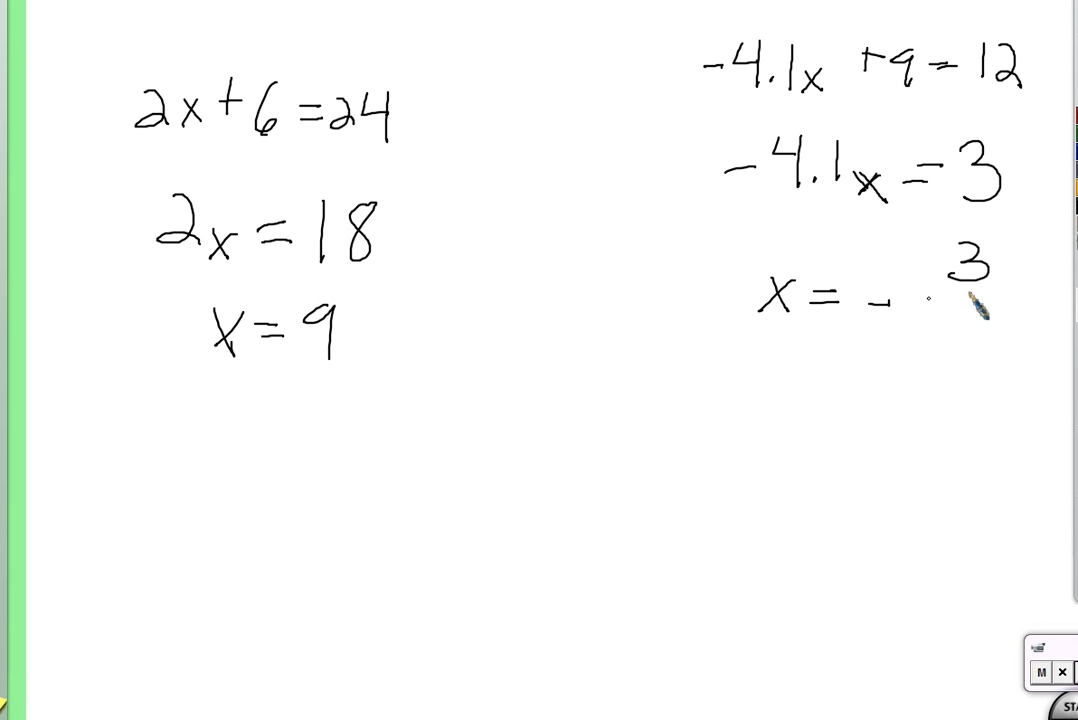 2x+6=24
2x=18
x=9
-4.1x +9=12
-4.1x=3
x=- 3
M